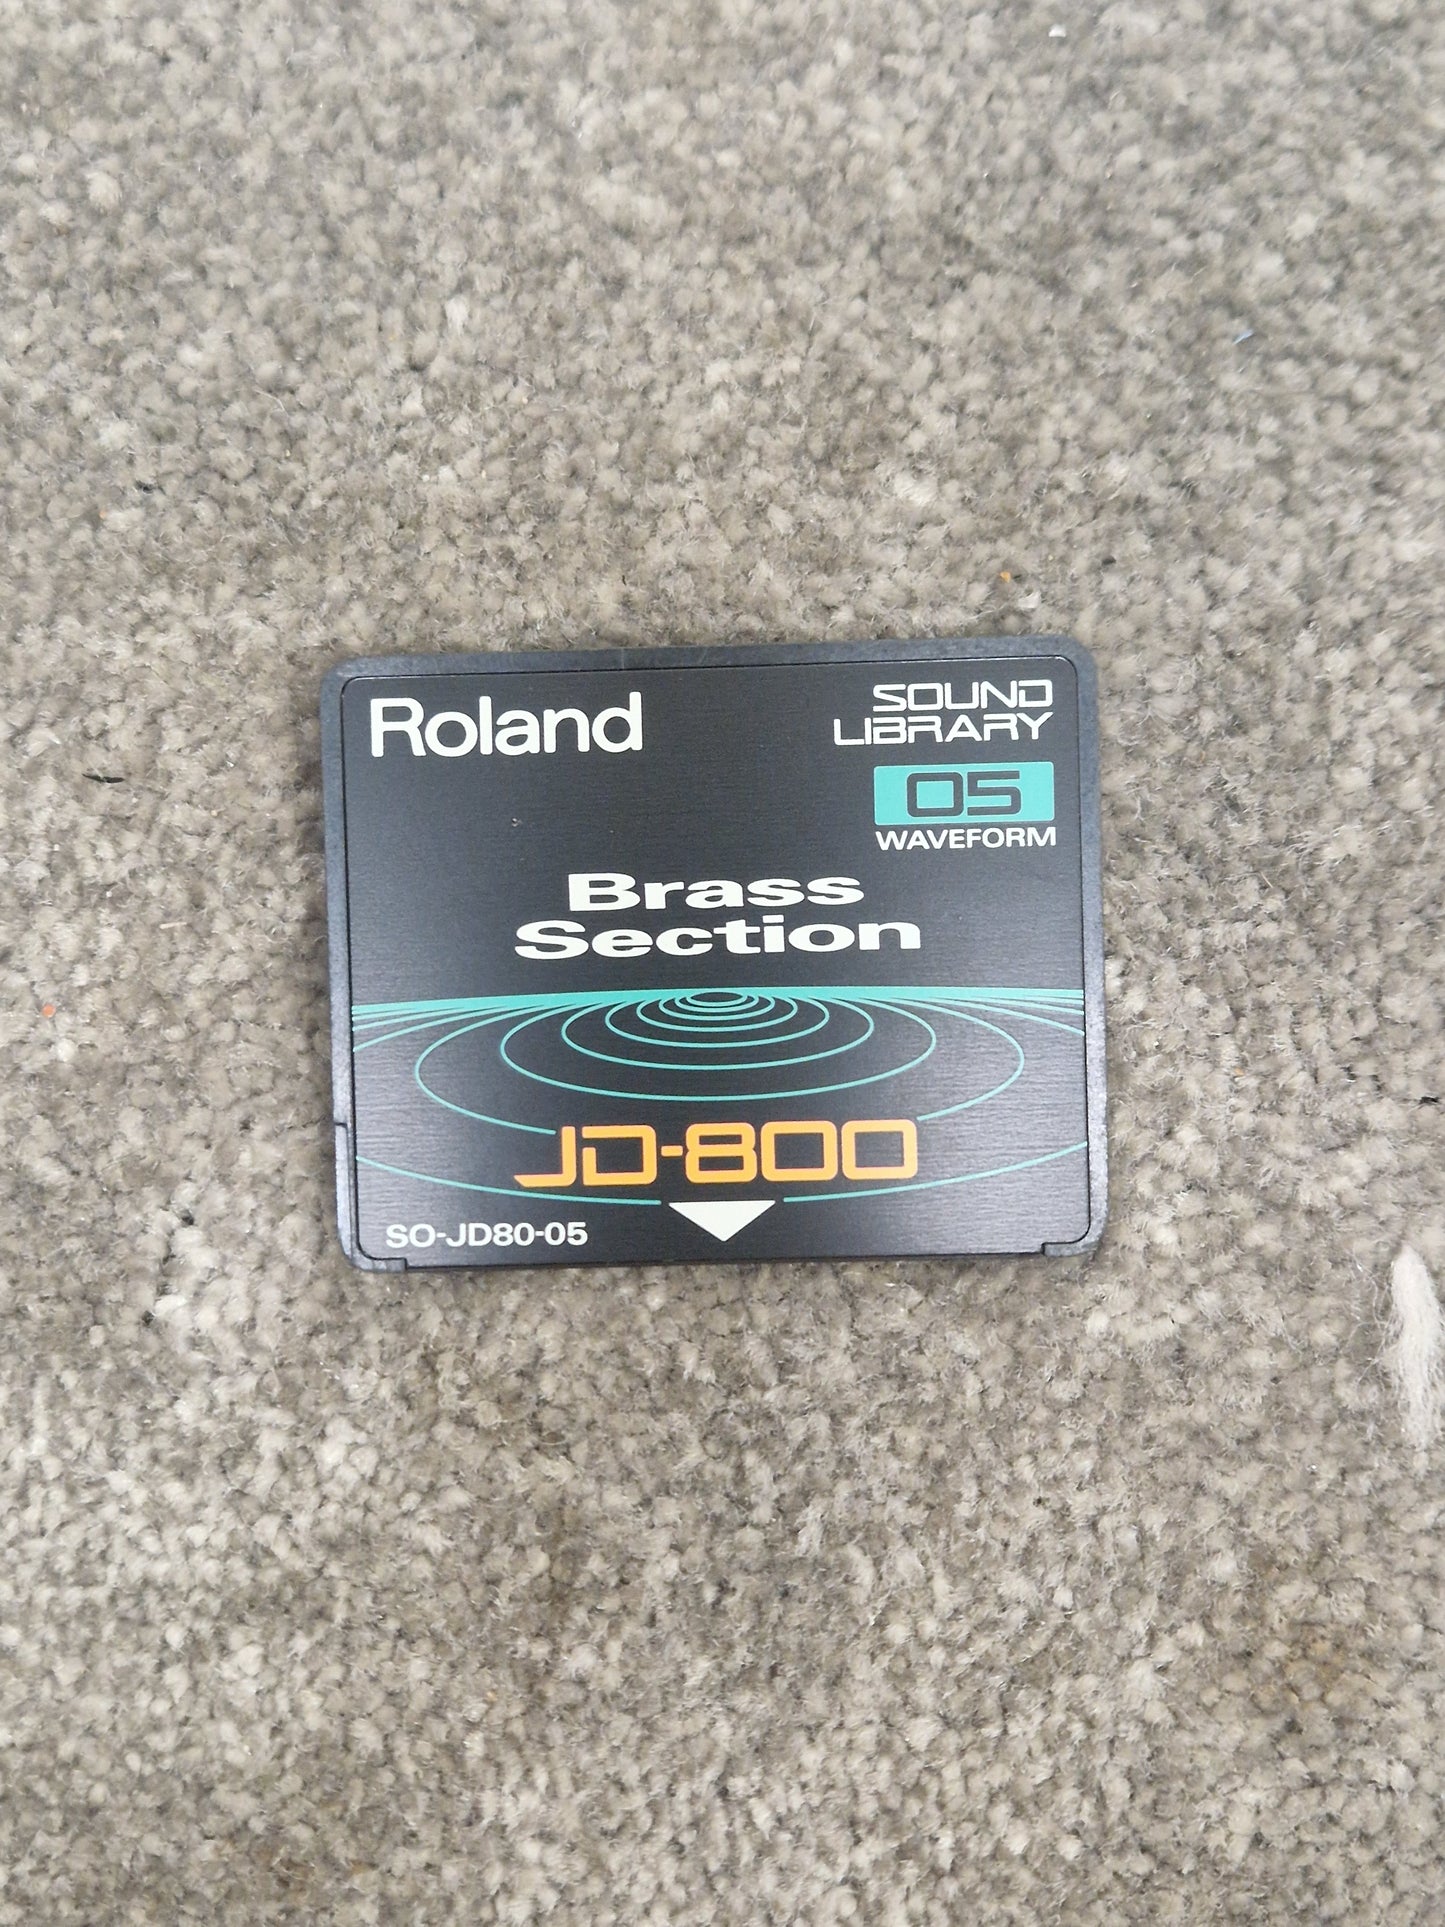 Roland
SOUND
LIBRARY
05
WAVEFORM
Brass
Section
JD-800
SO-JD80-05